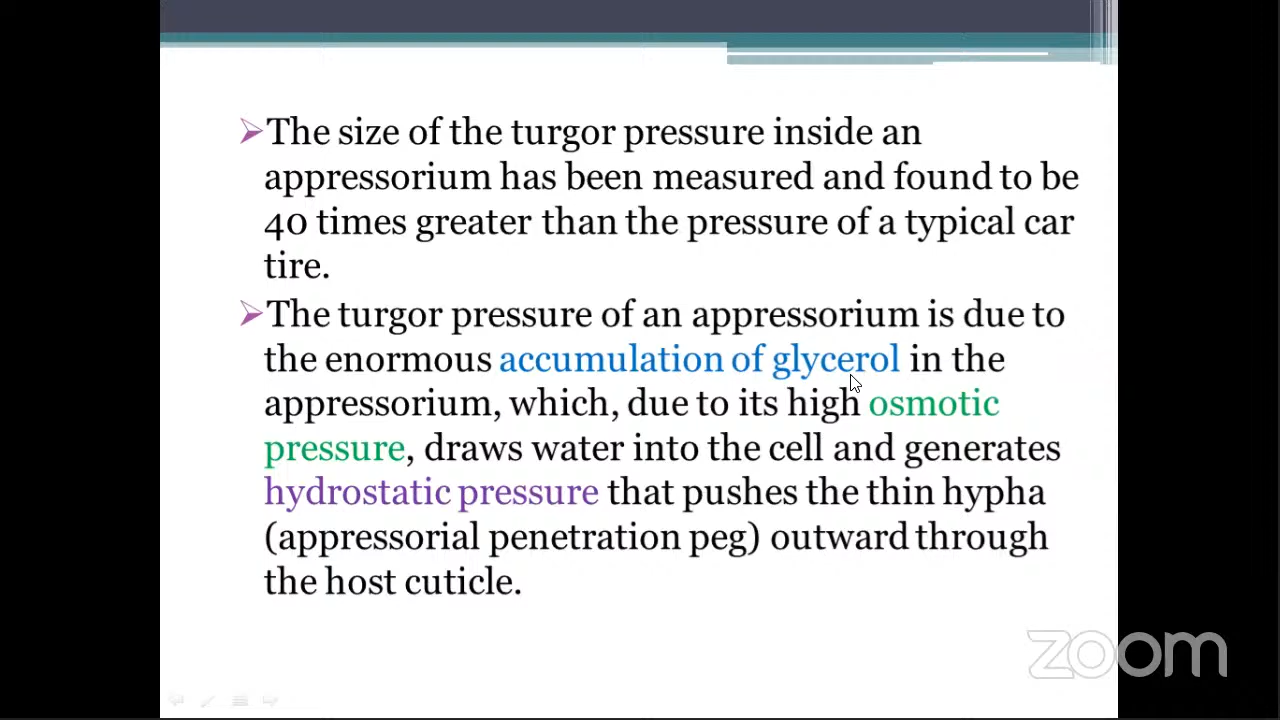 The size of the turgor pressure inside an
appressorium has been measured and found to be
40 times greater than the pressure of a typical car
tire.
The turgor pressure of an appressorium is due to
the enormous accumulation of glycerol in the
appressorium, which, due to its high osmotic
pressure, draws water into the cell and generates
hydrostatic pressure that pushes the thin hypha
(appressorial penetration peg) outward through
the host cuticle.
zoom